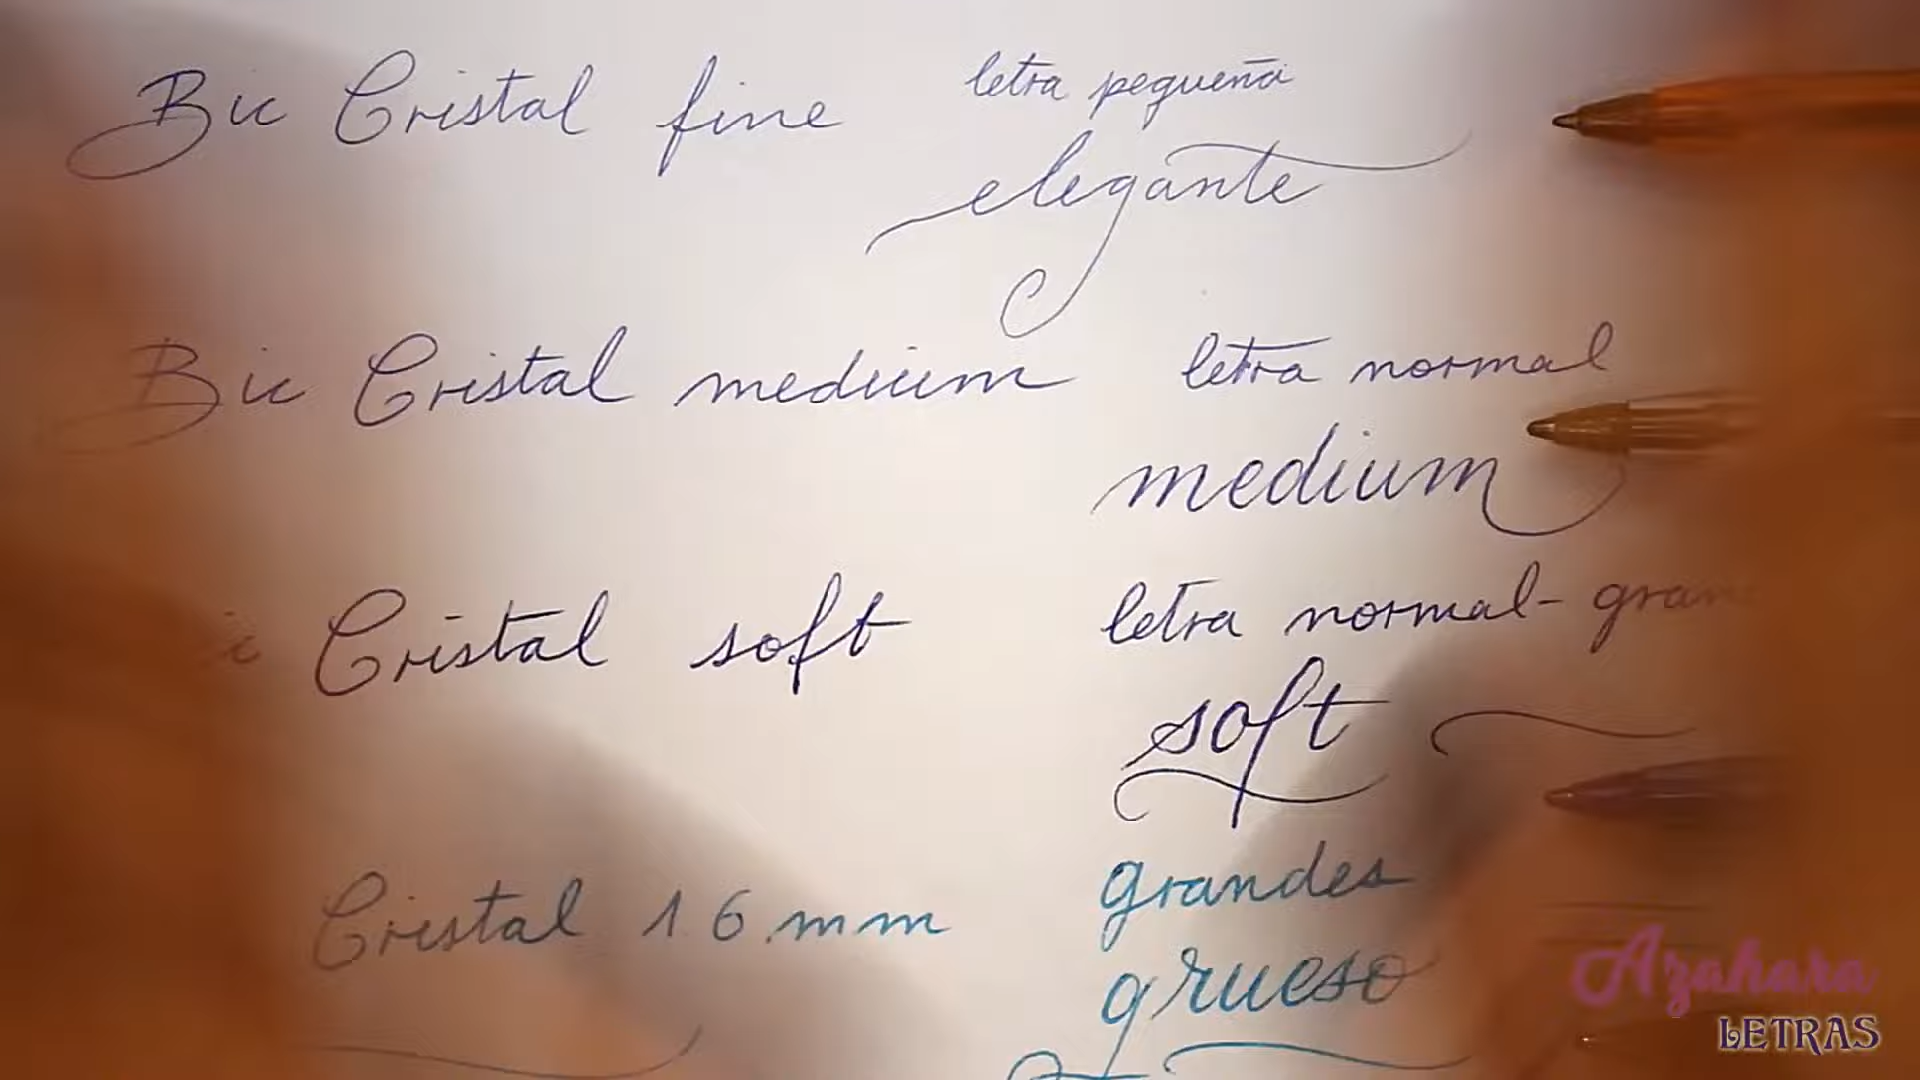 Bic Cristal fine letra pequeña
elegante
Bic Cristal medium letra normal
medium
Cristal soft letra normal-
soft
Cristal 1.6 mm grandes
grueso
Azahara
LETRAS